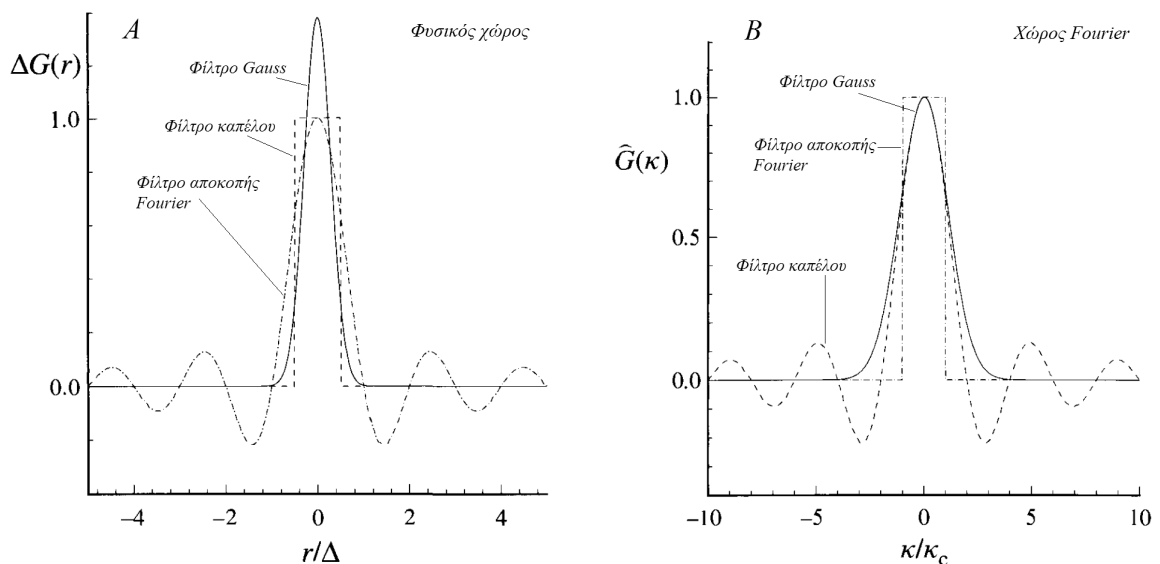 A
Φυσικός χώρος
ΔG(r)
Φίλτρο Gauss
Φίλτρο καπέλου
Φίλτρο αποκοπής
Fourier
1.0
0.0
−4
−2
0
2
4
r/Δ
B
Χώρος Fourier
Φίλτρο Gauss
Φίλτρο αποκοπής
Fourier
Ĝ(κ)
Φίλτρο καπέλου
1.0
0.5
0.0
−10
−5
0
5
10
κ/κc